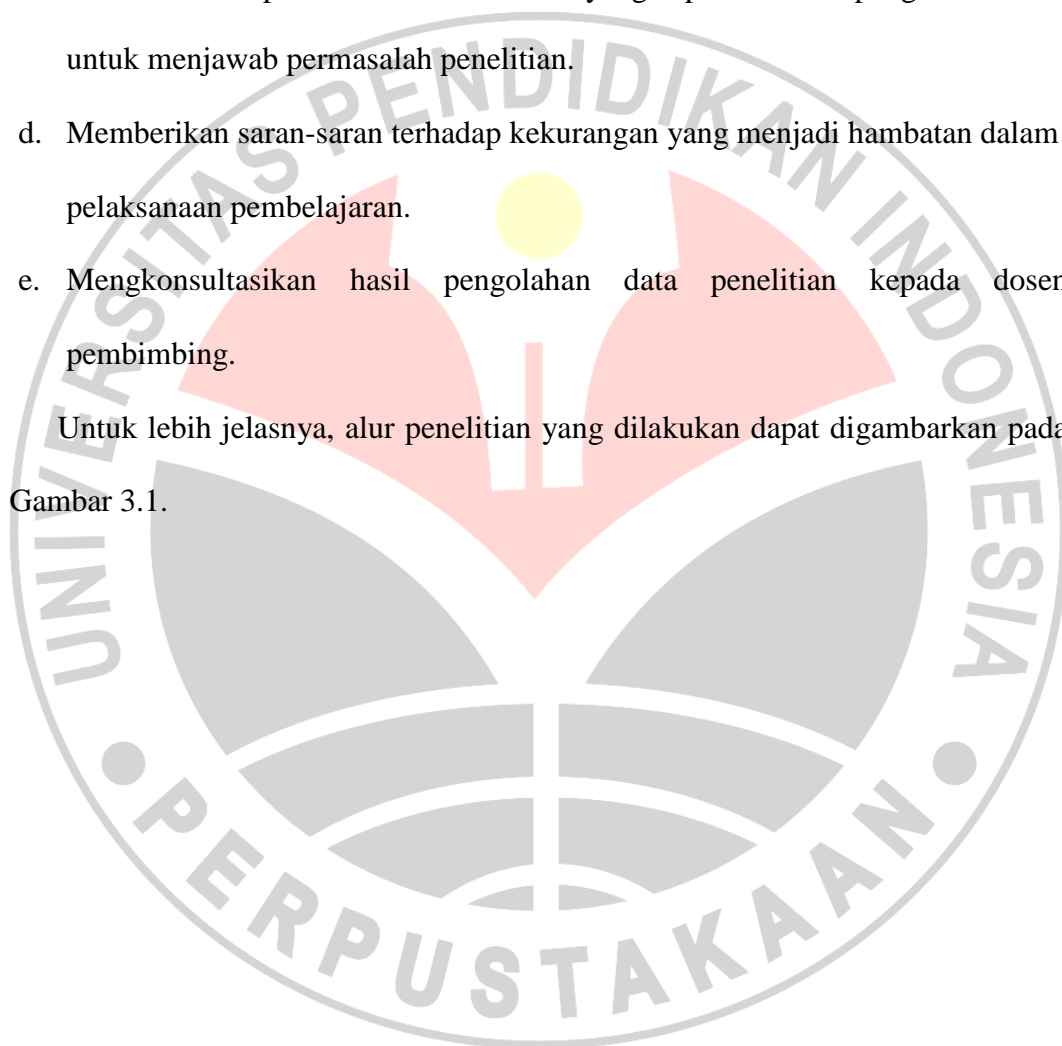 untuk menjawab permasalah penelitian.
d. Memberikan saran-saran terhadap kekurangan yang menjadi hambatan dalam
pelaksanaan pembelajaran.
e. Mengkonsultasikan hasil pengolahan data penelitian kepada dosen
pembimbing.
Untuk lebih jelasnya, alur penelitian yang dilakukan dapat digambarkan pada
Gambar 3.1.
UNIVERSITAS PENDIDIKAN INDONESIA
PERPUSTAKAAN